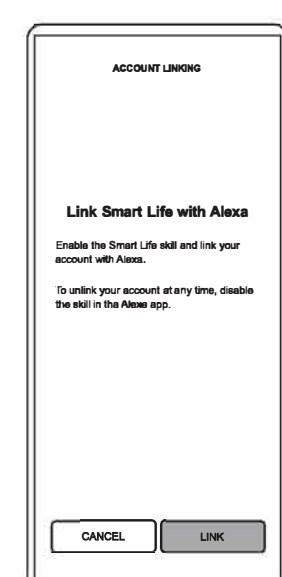 ACCOUNT LINKING
Link Smart Life with Alexa
Enable the Smart Life skill and link your
account with Alexa.
To unlink your account at any time, disable
the skill in tha Alexa app.
CANCEL
LINK